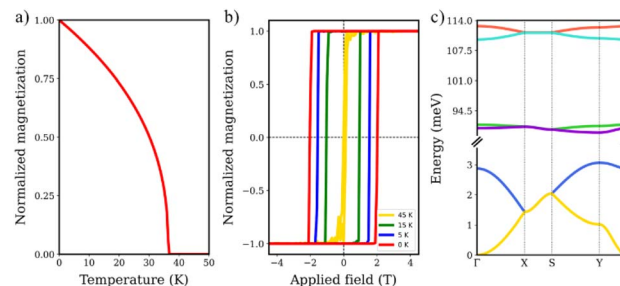 a)
Normalized magnetization
1.00
0.75
0.50
0.25
0.00
0 10 20 30 40 50
Temperature (K)
b)
Normalized magnetization
1.0
0.5
0.0
−0.5
−1.0
−4 −2 0 2 4
Applied field (T)
45 K
15 K
5 K
0 K
c)
Energy (meV)
114.0
107.5
101.0
94.5
3
2
1
0
Γ X S Y